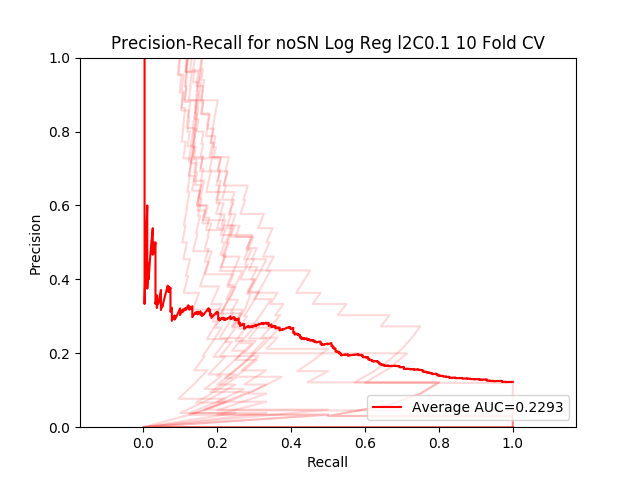 Precision-Recall for noSN Log Reg l2C0.1 10 Fold CV
Precision
1.0
0.8
0.6
0.4
0.2
0.0
Average AUC=0.2293
0.0 0.2 0.4 0.6 0.8 1.0
Recall